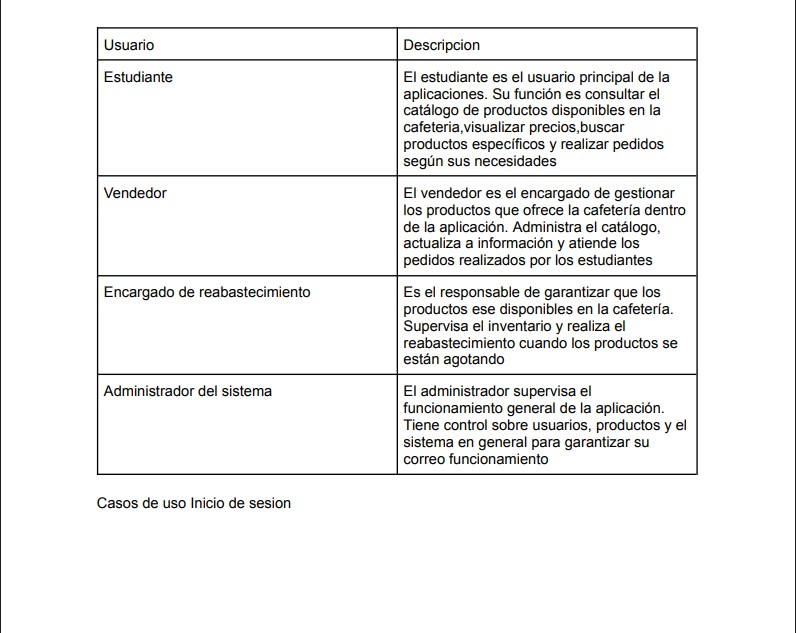 Usuario
Descripcion
Estudiante
El estudiante es el usuario principal de la
aplicaciones. Su función es consultar el
catálogo de productos disponibles en la
cafeteria,visualizar precios,buscar
productos específicos y realizar pedidos
según sus necesidades
Vendedor
El vendedor es el encargado de gestionar
los productos que ofrece la cafetería dentro
de la aplicación. Administra el catálogo,
actualiza a información y atiende los
pedidos realizados por los estudiantes
Encargado de reabastecimiento
Es el responsable de garantizar que los
productos ese disponibles en la cafetería.
Supervisa el inventario y realiza el
reabastecimiento cuando los productos se
están agotando
Administrador del sistema
El administrador supervisa el
funcionamiento general de la aplicación.
Tiene control sobre usuarios, productos y el
sistema en general para garantizar su
correo funcionamiento
Casos de uso Inicio de sesion